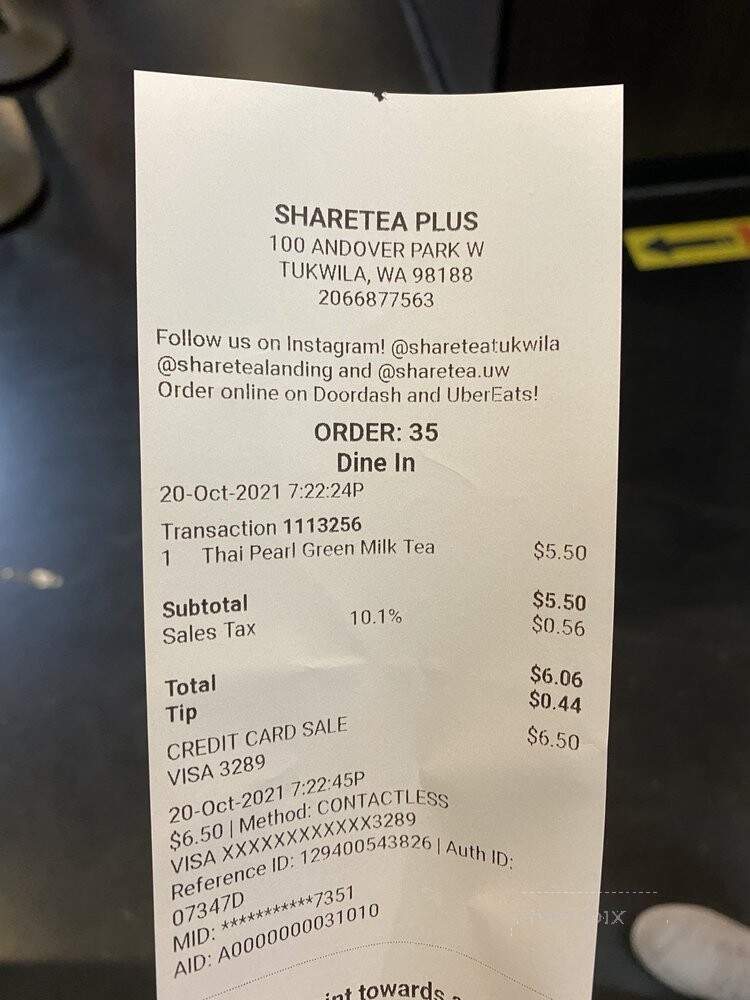 SHARETEA PLUS
100 ANDOVER PARK W
TUKWILA, WA 98188
2066877563
Follow us on Instagram! @shareteatukwila
@sharetealanding and @sharetea.uw
Order online on Doordash and UberEats!
ORDER: 35
Dine In
20-Oct-2021 7:22:24P
Transaction 1113256
1 Thai Pearl Green Milk Tea $5.50
Subtotal $5.50
Sales Tax 10.1% $0.56
Total $6.06
Tip $0.44
CREDIT CARD SALE $6.50
VISA 3289
20-Oct-2021 7:22:45P
$6.50 | Method: CONTACTLESS
VISA XXXXXXXXXXXX3289
Reference ID: 129400543826 | Auth ID:
07347D
MID: ***********7351
AID: A0000000031010
towards